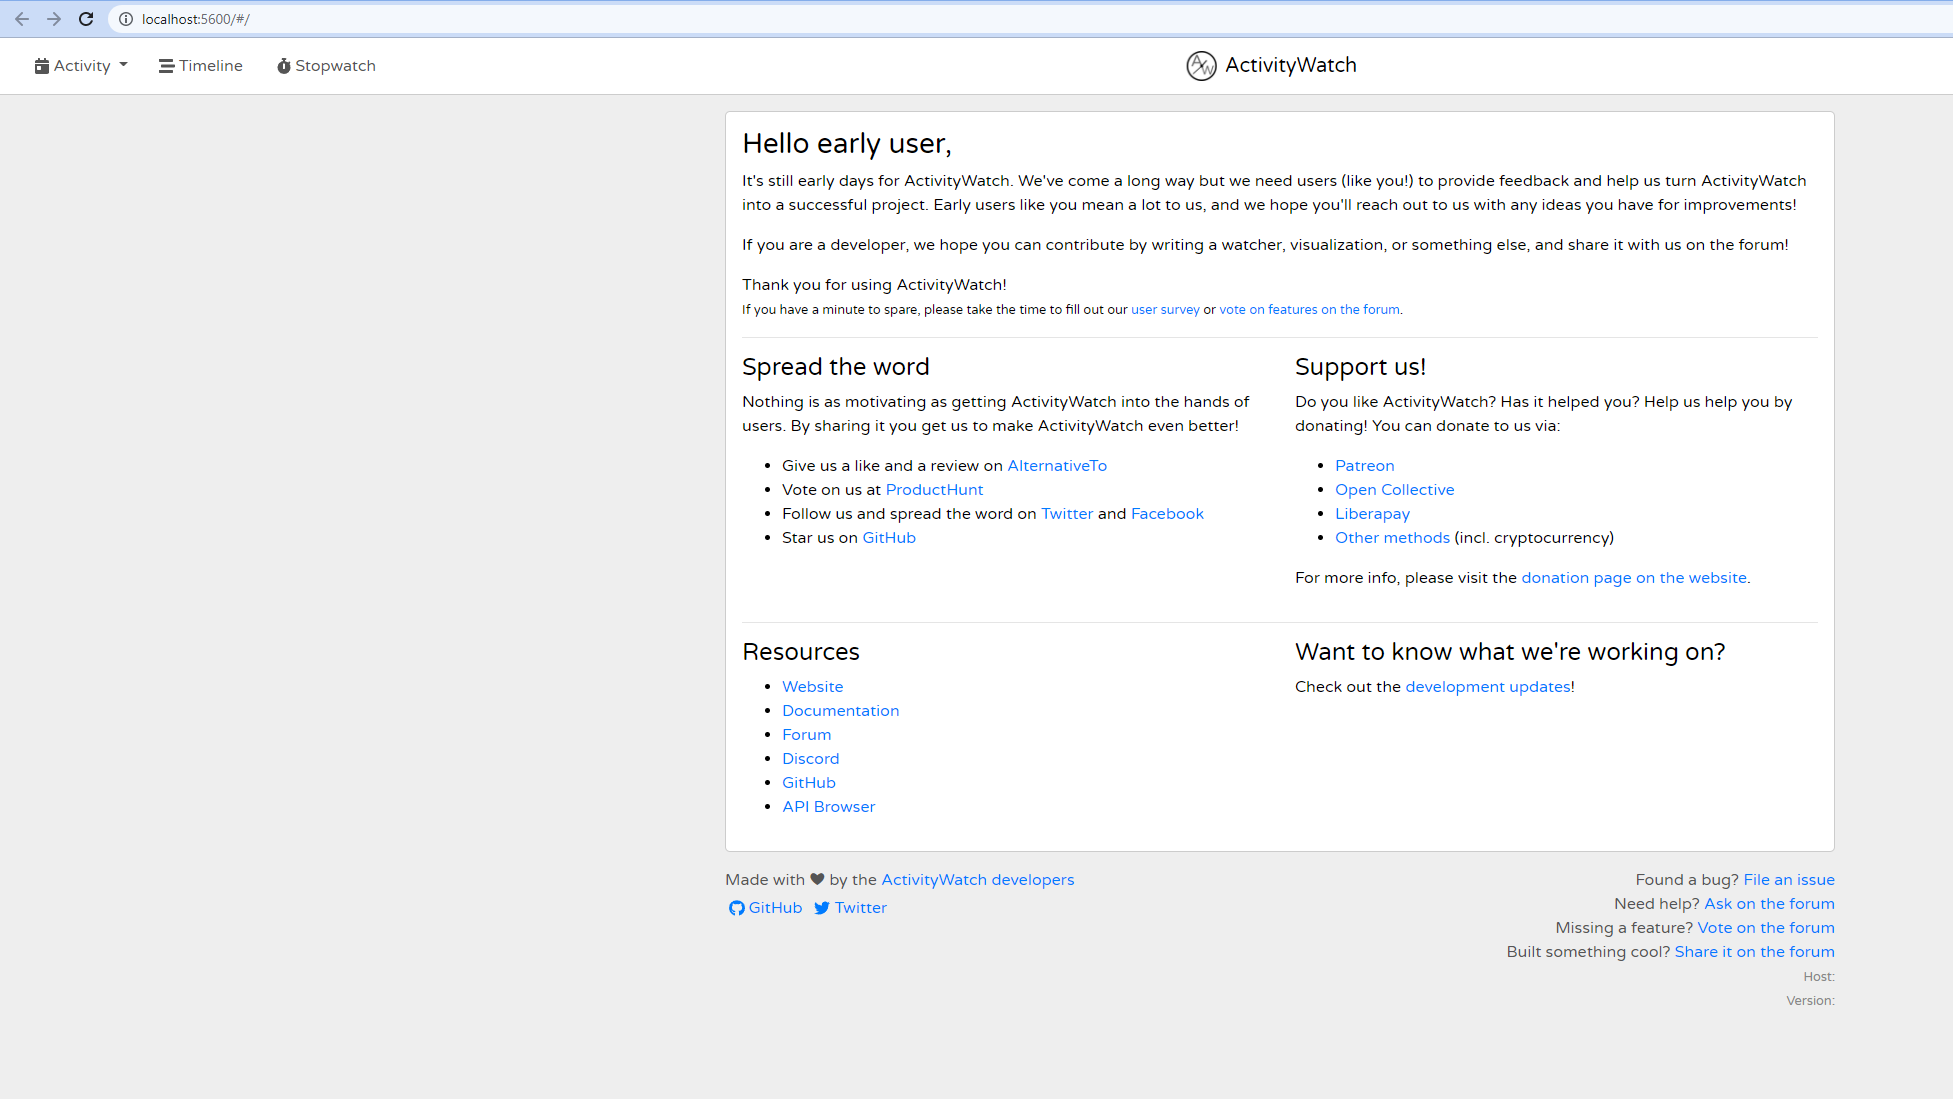 localhost:5600/#/
Activity
Timeline
Stopwatch
ActivityWatch
Hello early user,
It's still early days for ActivityWatch. We've come a long way but we need users (like you!) to provide feedback and help us turn ActivityWatch
into a successful project. Early users like you mean a lot to us, and we hope you'll reach out to us with any ideas you have for improvements!
If you are a developer, we hope you can contribute by writing a watcher, visualization, or something else, and share it with us on the forum!
Thank you for using ActivityWatch!
If you have a minute to spare, please take the time to fill out our user survey or vote on features on the forum.
Spread the word
Nothing is as motivating as getting ActivityWatch into the hands of
users. By sharing it you get us to make ActivityWatch even better!
• Give us a like and a review on AlternativeTo
• Vote on us at ProductHunt
• Follow us and spread the word on Twitter and Facebook
• Star us on GitHub
Support us!
Do you like ActivityWatch? Has it helped you? Help us help you by
donating! You can donate to us via:
• Patreon
• Open Collective
• Liberapay
• Other methods (incl. cryptocurrency)
For more info, please visit the donation page on the website.
Resources
• Website
• Documentation
• Forum
• Discord
• GitHub
• API Browser
Want to know what we're working on?
Check out the development updates!
Made with ♥ by the ActivityWatch developers
GitHub Twitter
Found a bug? File an issue
Need help? Ask on the forum
Missing a feature? Vote on the forum
Built something cool? Share it on the forum
Host:
Version: